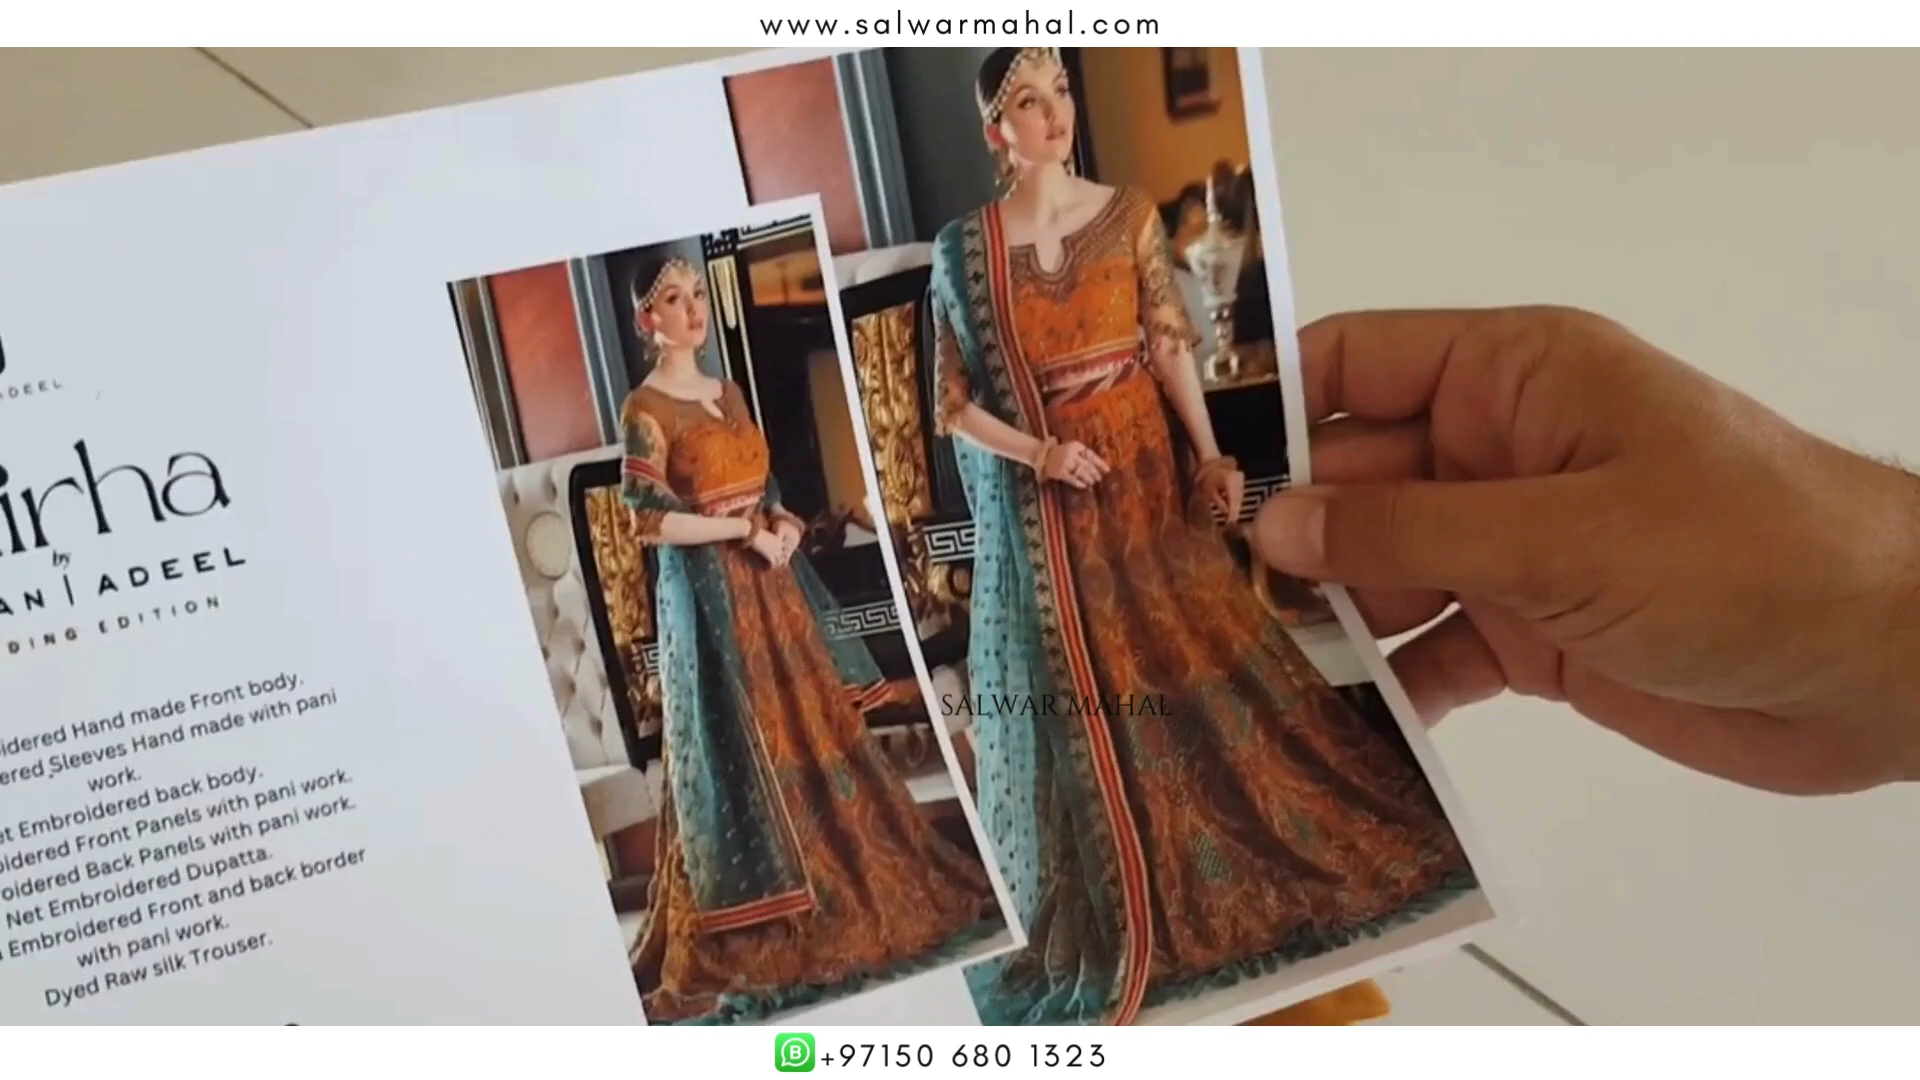 www.salwarmahal.com
ADEEL
irha
by
AN | ADEEL
DING EDITION
idered Hand made Front body.
ered Sleeves Hand made with pani
work.
et Embroidered back body.
oidered Front Panels with pani work.
oidered Back Panels with pani work.
Net Embroidered Dupatta.
Embroidered Front and back border
with pani work.
Dyed Raw silk Trouser.
SALWAR MAHAL
+97150 680 1323